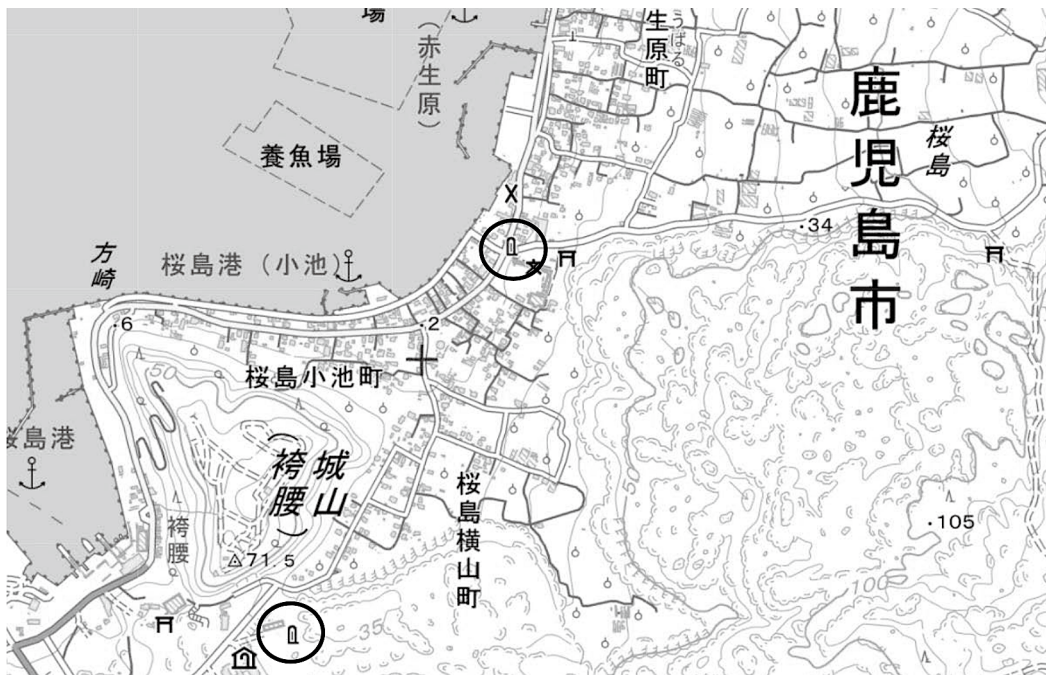 場
(赤生原)
生原町
うばる
鹿児島市
桜島
養魚場
方崎
桜島港(小池)
34
6
2
桜島小池町
桜島港
城山
(袴腰)
桜島横山町
袴腰
71.5
105
100
35